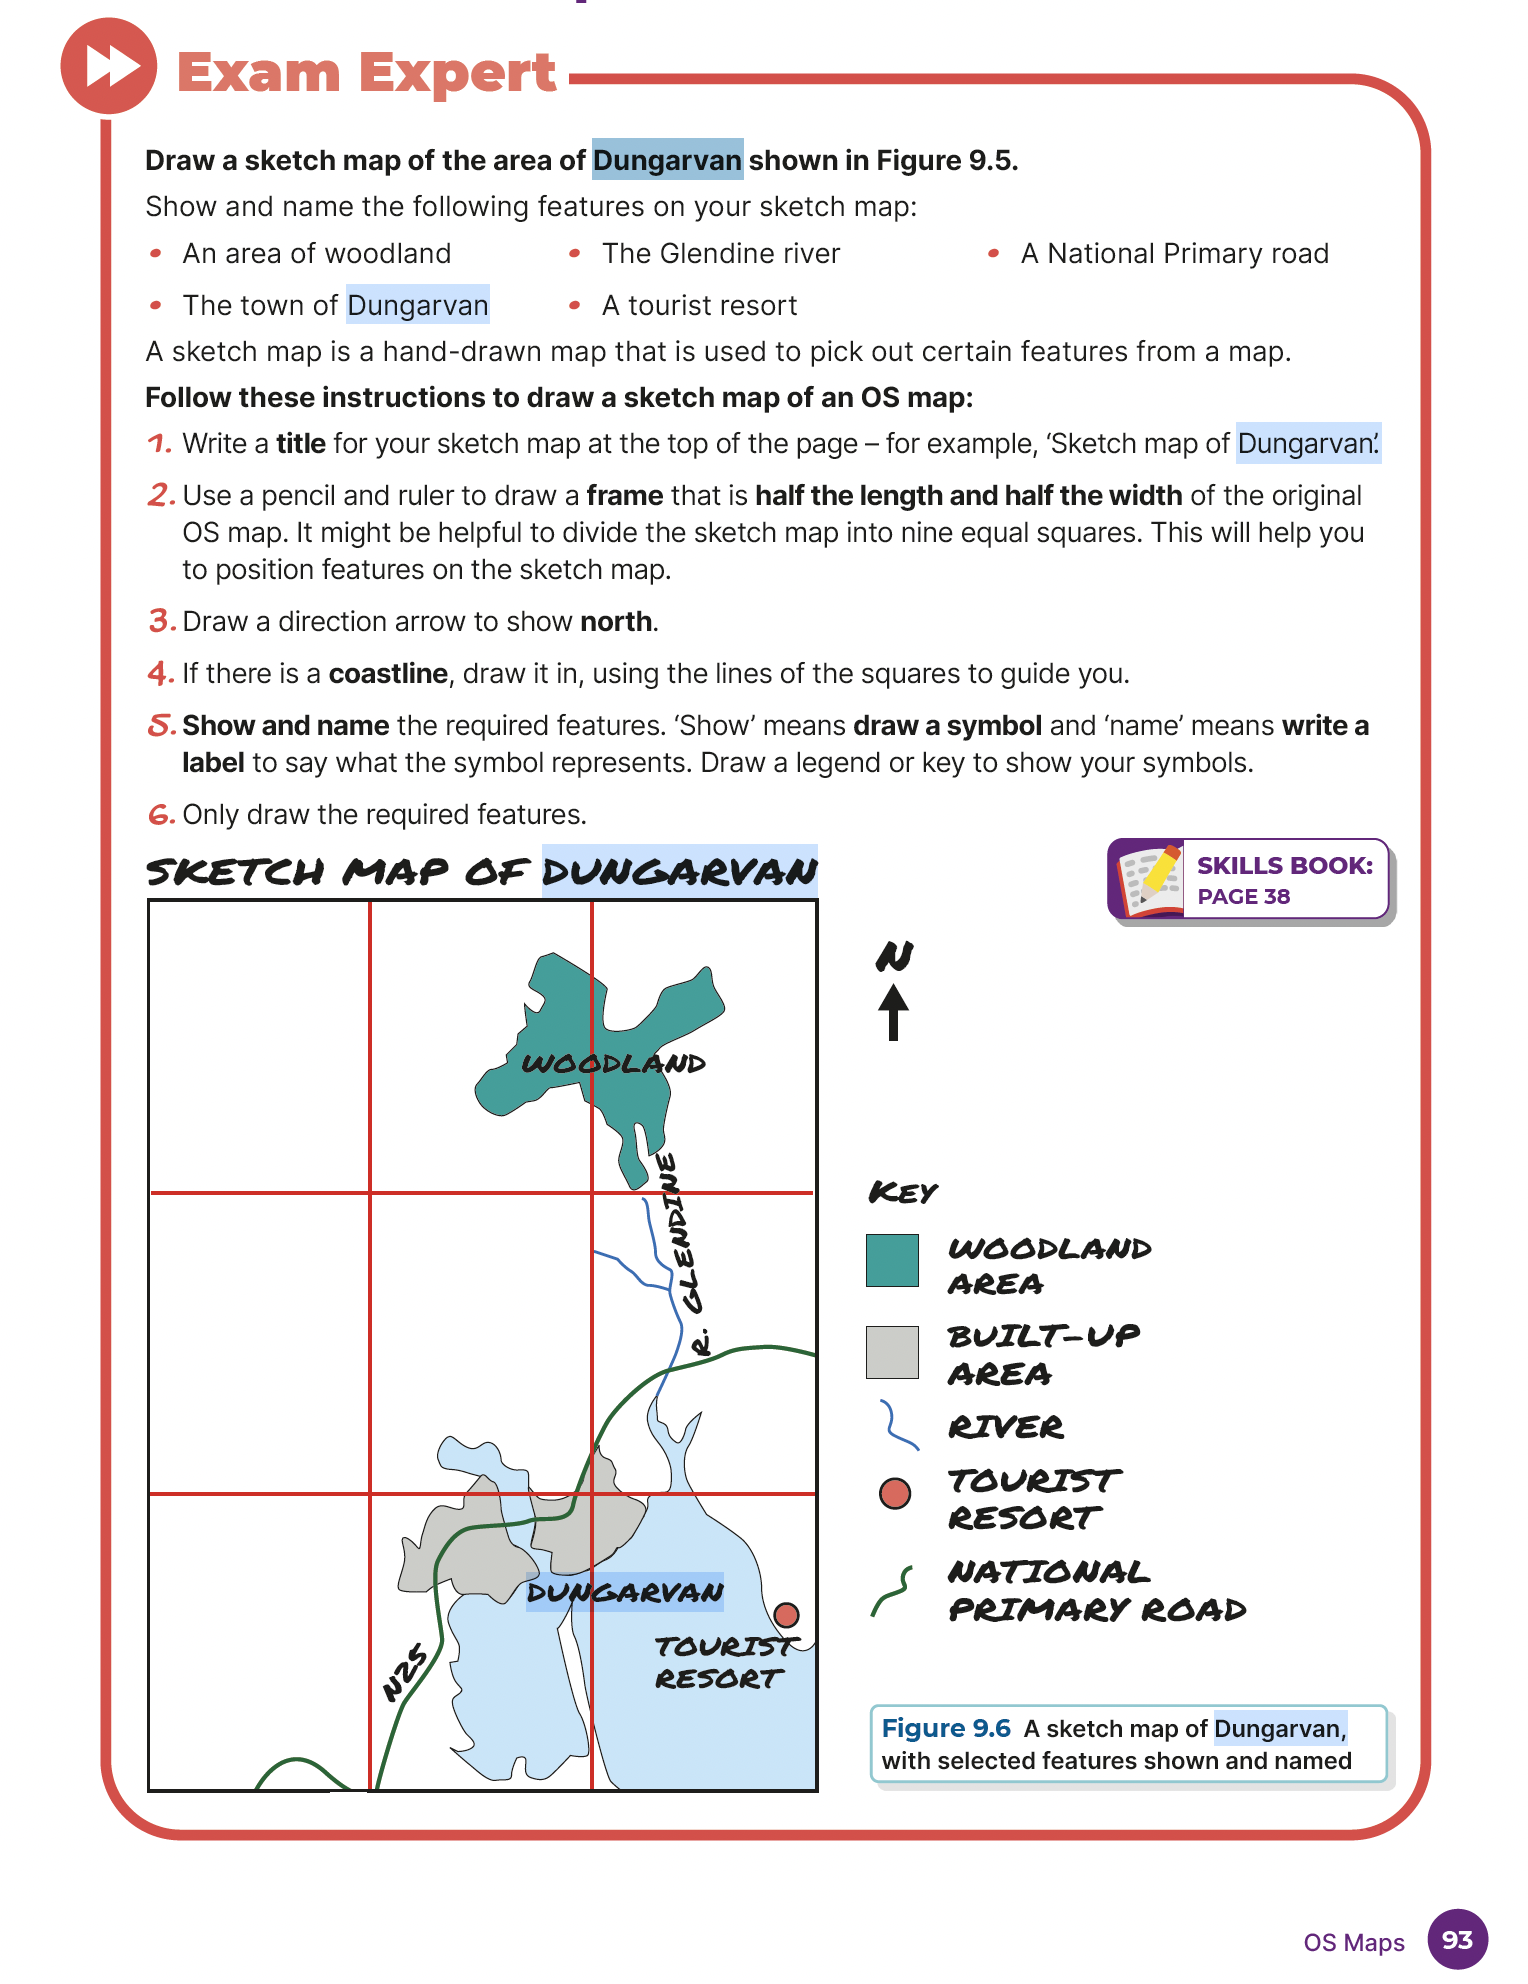 Exam Expert
Draw a sketch map of the area of Dungarvan shown in Figure 9.5.
Show and name the following features on your sketch map:
• An area of woodland
• The Glendine river
• A National Primary road
• The town of Dungarvan
• A tourist resort
A sketch map is a hand-drawn map that is used to pick out certain features from a map.
Follow these instructions to draw a sketch map of an OS map:
1. Write a title for your sketch map at the top of the page – for example, ‘Sketch map of Dungarvan’.
2. Use a pencil and ruler to draw a frame that is half the length and half the width of the original
OS map. It might be helpful to divide the sketch map into nine equal squares. This will help you
to position features on the sketch map.
3. Draw a direction arrow to show north.
4. If there is a coastline, draw it in, using the lines of the squares to guide you.
5. Show and name the required features. ‘Show’ means draw a symbol and ‘name’ means write a
label to say what the symbol represents. Draw a legend or key to show your symbols.
6. Only draw the required features.
SKETCH MAP OF DUNGARVAN
SKILLS BOOK:
PAGE 38
N
WOODLAND
R. GLENDINE
DUNGARVAN
TOURIST
RESORT
N25
KEY
WOODLAND
AREA
BUILT-UP
AREA
RIVER
TOURIST
RESORT
NATIONAL
PRIMARY ROAD
Figure 9.6 A sketch map of Dungarvan,
with selected features shown and named
OS Maps 93